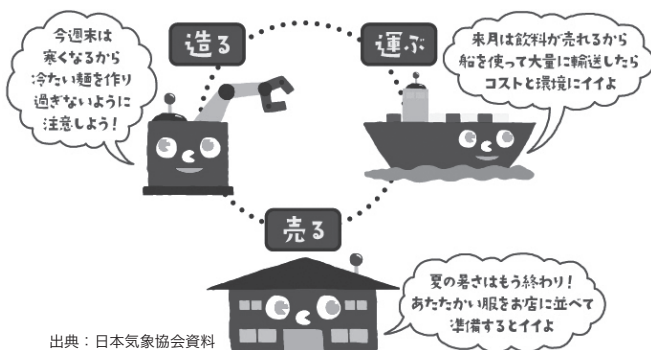 今週末は
寒くなるから
冷たい麺を作り
過ぎないように
注意しよう！
造る
運ぶ
来月は飲料が売れるから
船を使って大量に輸送したら
コストと環境にイイよ
売る
夏の暑さはもう終わり！
あたたかい服をお店に並べて
準備するとイイよ
出典：日本気象協会資料